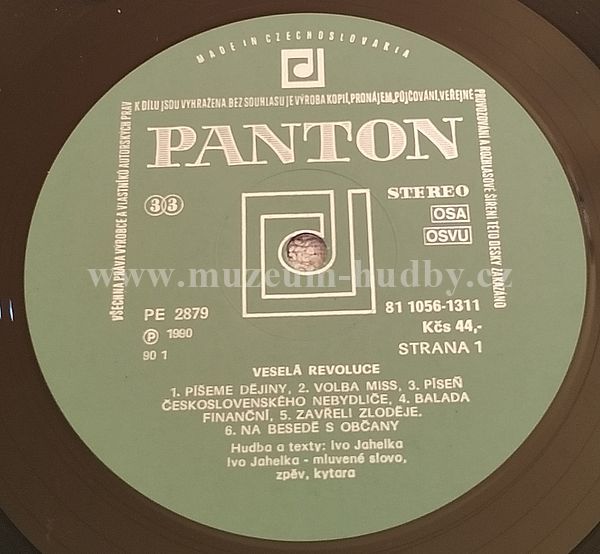 MADE IN CZECHOSLOVAKIA
VŠECHNA PRÁVA VÝROBCE A VLASTNÍKŮ AUTORSKÝCH PRÁV
K DÍLU JSOU VYHRAŽENA. BEZ SOUHLASU JE VÝROBA KOPIÍ, PRONÁJEM, PŮJČOVÁNÍ, VEŘEJNÉ
PROVOZOVÁNÍ A ROZHLASOVÉ ŠÍŘENÍ TÉTO DESKY ZAKÁZÁNO
PANTON
33
STEREO
OSA
OSVU
www.muzeum-hudby.cz
PE 2879
℗ 1990
90 1
81 1056-1311
Kčs 44,-
STRANA 1
VESELÁ REVOLUCE
1. PÍŠEME DĚJINY, 2. VOLBA MISS, 3. PÍSEŇ
ČESKOSLOVENSKÉHO NEBYDLIČE, 4. BALADA
FINANČNÍ, 5. ZAVŘELI ZLODĚJE.
6. NA BESEDĚ S OBČANY
Hudba a texty: Ivo Jahelka
Ivo Jahelka - mluvené slovo,
zpěv, kytara